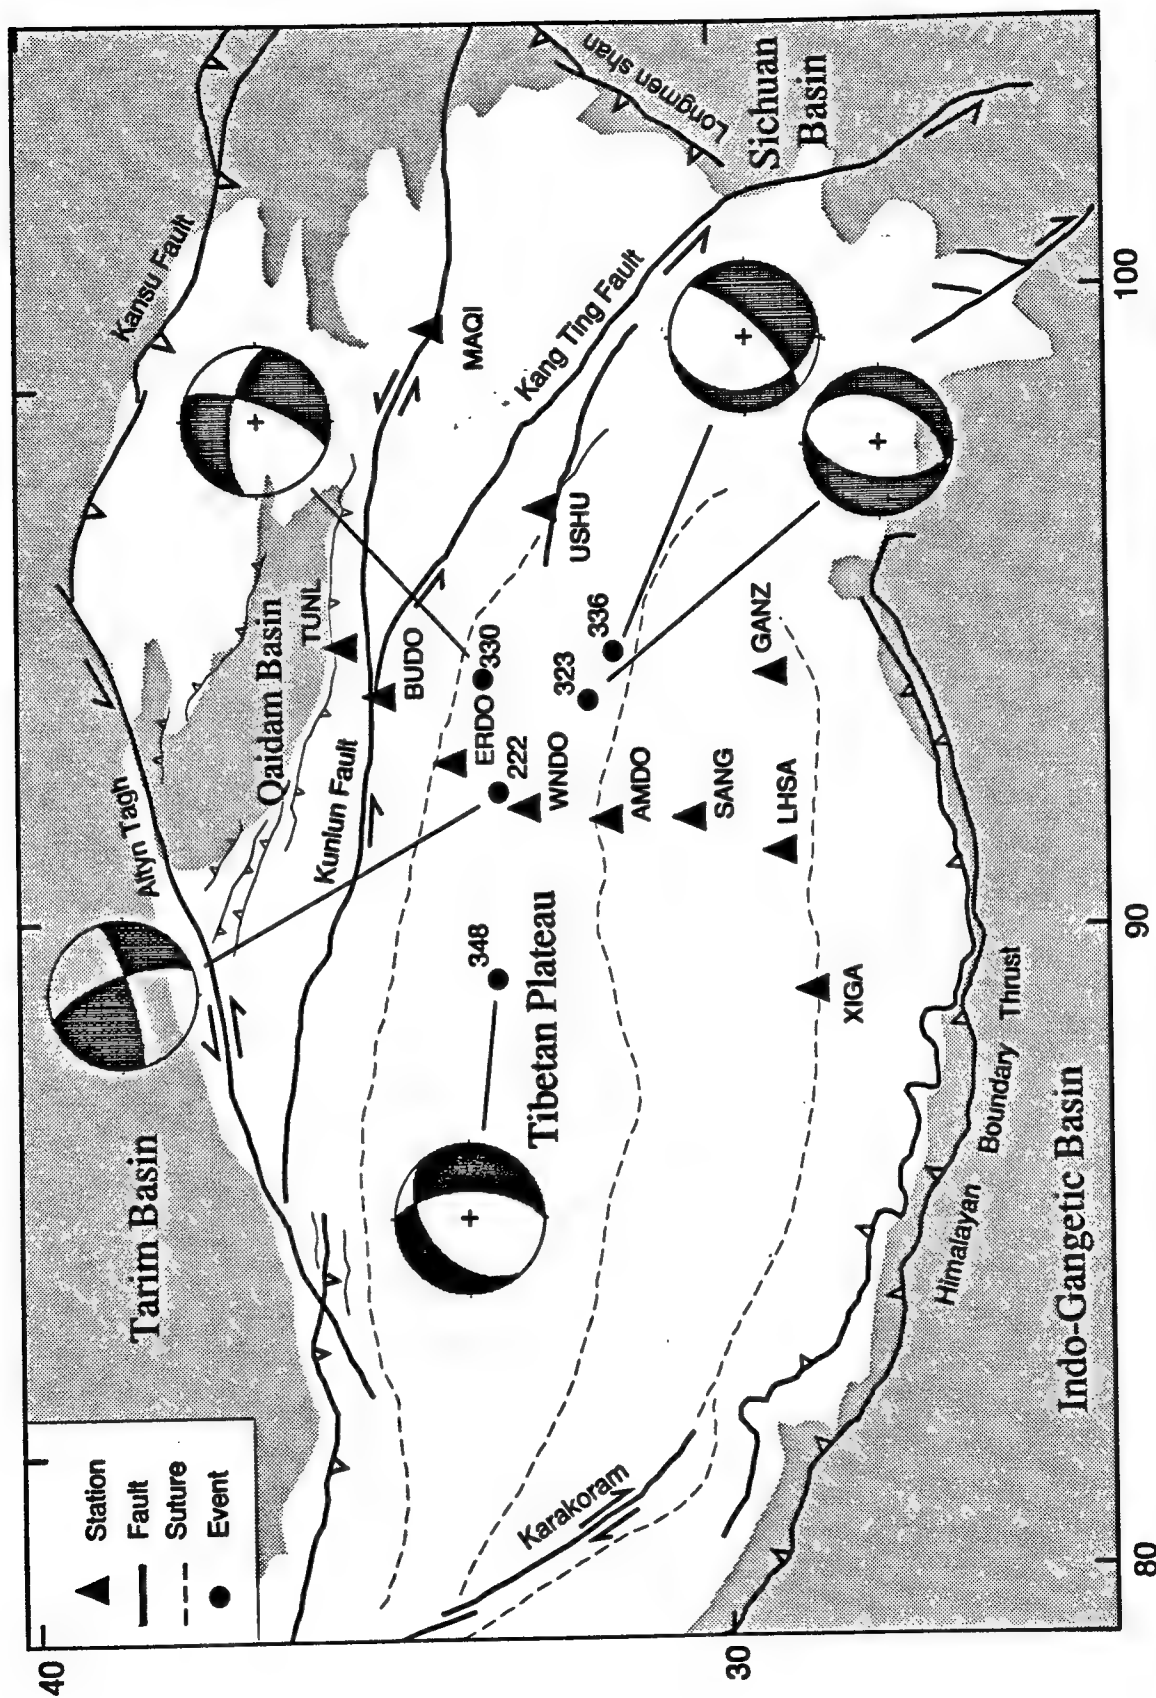 40
30
80
90
100
Station
Fault
Suture
Event
Tarim Basin
Altyn Tagh
Qaidam Basin
Kansu Fault
Kunlun Fault
TUNL
BUDO
MAQI
ERDO
330
222
WNDO
348
Tibetan Plateau
Kang Ting Fault
USHU
323
336
AMDO
SANG
GANZ
LHSA
XIGA
Karakoram
Longmen shan
Sichuan
Basin
Himalayan Boundary Thrust
Indo-Gangetic Basin